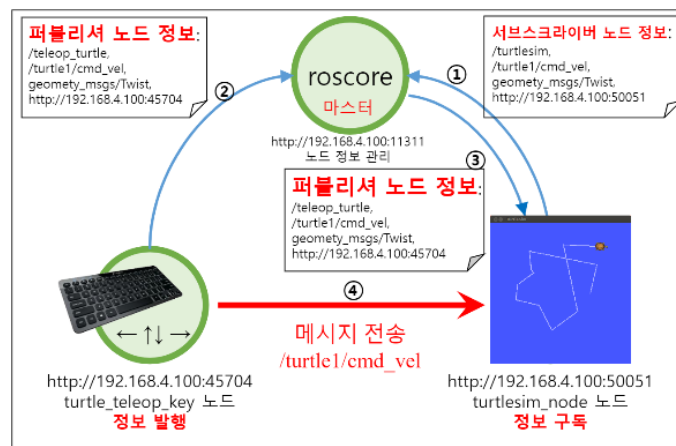 퍼블리셔 노드 정보:
/teleop_turtle,
/turtle1/cmd_vel,
geomety_msgs/Twist,
http://192.168.4.100:45704
②
roscore
마스터
http://192.168.4.100:11311
노드 정보 관리
①
서브스크라이버 노드 정보:
/turtlesim,
/turtle1/cmd_vel,
geomety_msgs/Twist,
http://192.168.4.100:50051
③
퍼블리셔 노드 정보:
/teleop_turtle,
/turtle1/cmd_vel,
geomety_msgs/Twist,
http://192.168.4.100:45704
← ↑↓ →
④
메시지 전송
/turtle1/cmd_vel
http://192.168.4.100:45704
turtle_teleop_key 노드
정보 발행
http://192.168.4.100:50051
turtlesim_node 노드
정보 구독